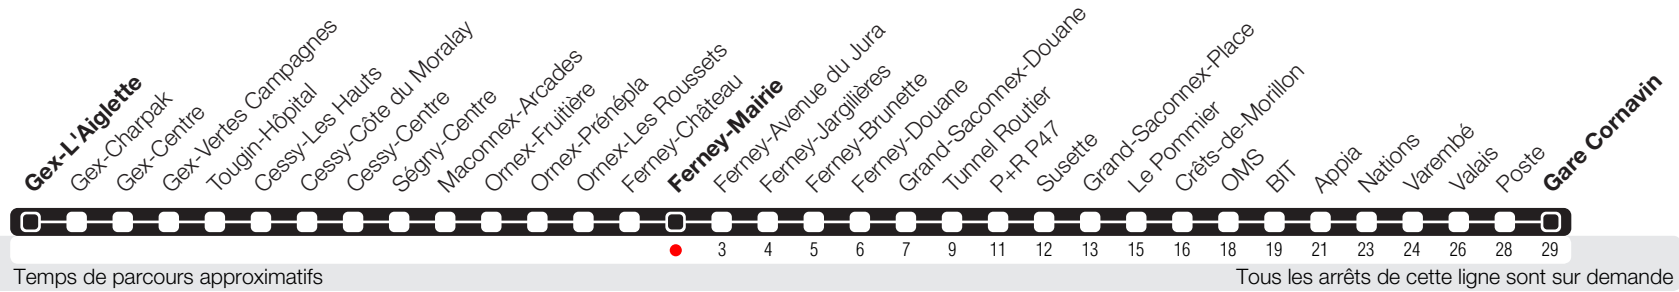 Gex-L'Aiglette
Gex-Charpak
Gex-Centre
Gex-Vertes Campagnes
Tougin-Hôpital
Cessy-Les Hauts
Cessy-Côte du Moralay
Cessy-Centre
Ségny-Centre
Maconnex-Arcades
Ornex-Fruitière
Ornex-Prénépla
Ornex-Les Roussets
Ferney-Château
Ferney-Mairie
Ferney-Avenue du Jura
Ferney-Jargilières
Ferney-Brunette
Ferney-Douane
Grand-Saconnex-Douane
Tunnel Routier
P+R P47
Susette
Grand-Saconnex-Place
Le Pommier
Crêts-de-Morillon
OMS
BIT
Appia
Nations
Varembé
Valais
Poste
Gare Cornavin
3 4 5 6 7 9 11 12 13 15 16 18 19 21 23 24 26 28 29
Temps de parcours approximatifs
Tous les arrêts de cette ligne sont sur demande